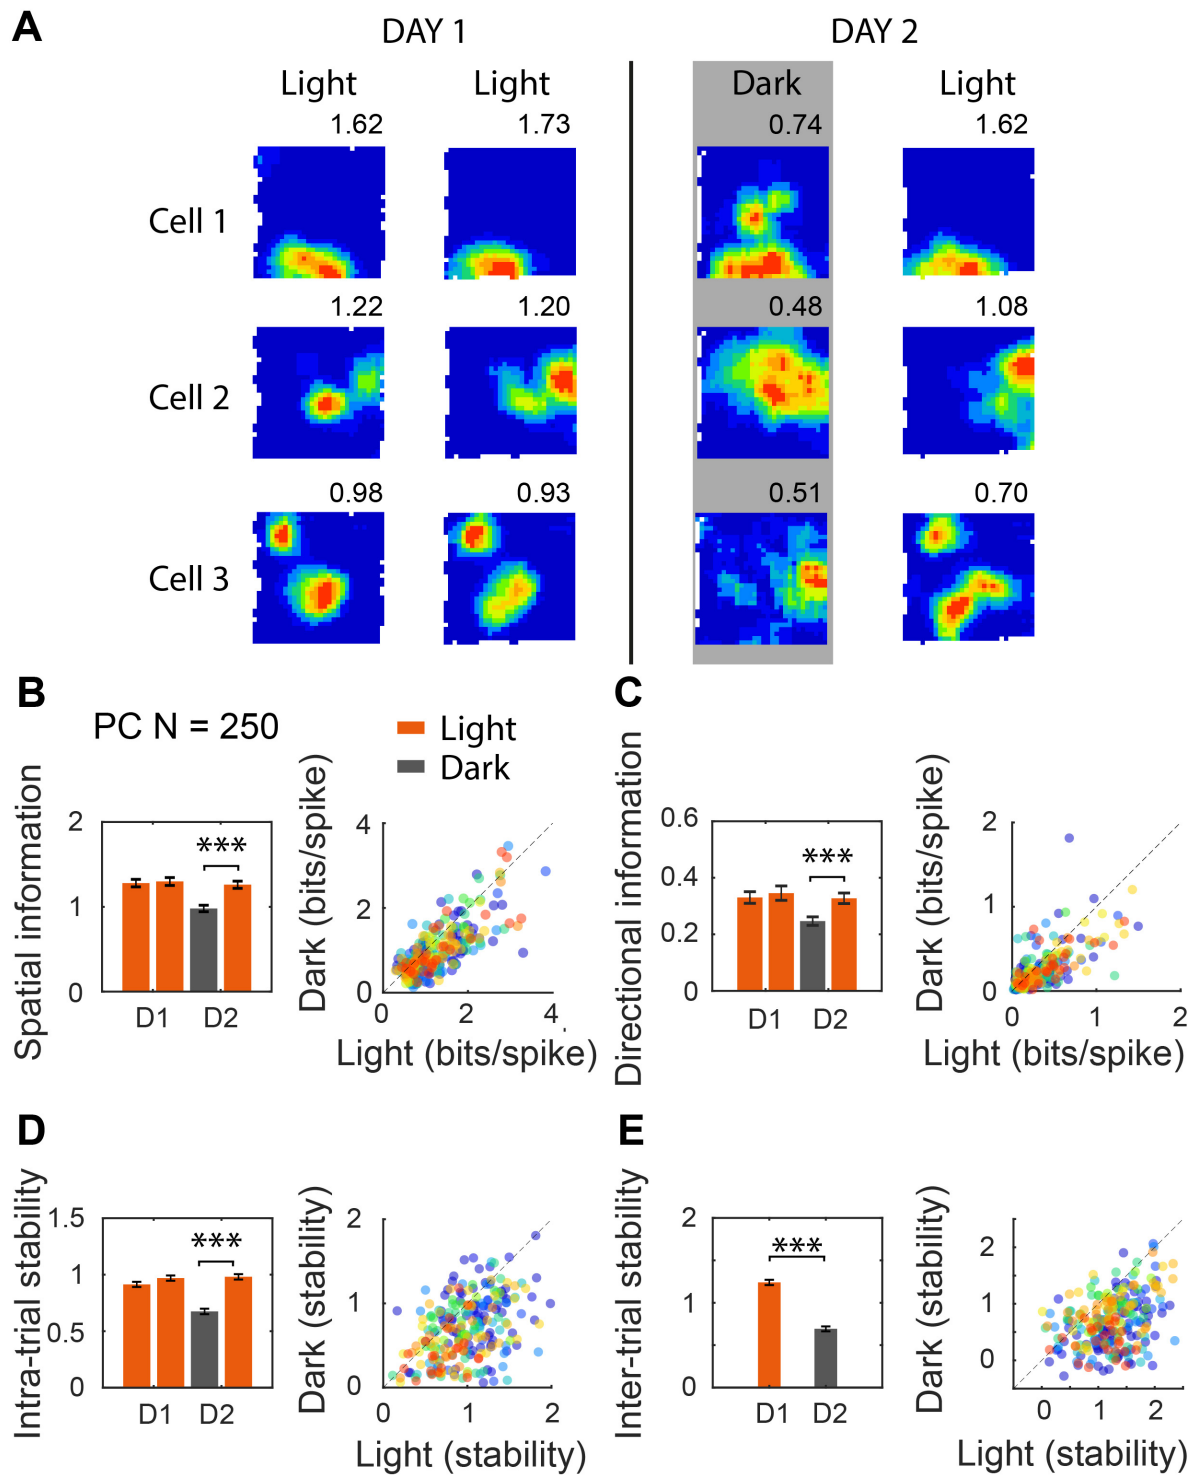 A
DAY 1
DAY 2
Light
Light
Dark
Light
1.62
1.73
0.74
1.62
Cell 1
1.22
1.20
0.48
1.08
Cell 2
0.98
0.93
0.51
0.70
Cell 3
B
PC N = 250
Light
Dark
Spatial information
2
1
0
***
D1
D2
Dark (bits/spike)
4
2
0
0
2
4
Light (bits/spike)
C
Directional information
0.6
0.4
0.2
0
***
D1
D2
Dark (bits/spike)
2
1
0
0
1
2
Light (bits/spike)
D
Intra-trial stability
1.5
1
0.5
0
***
D1
D2
Dark (stability)
2
1
0
0
1
2
Light (stability)
E
Inter-trial stability
2
1
0
***
D1
D2
Dark (stability)
2
1
0
0
1
2
Light (stability)